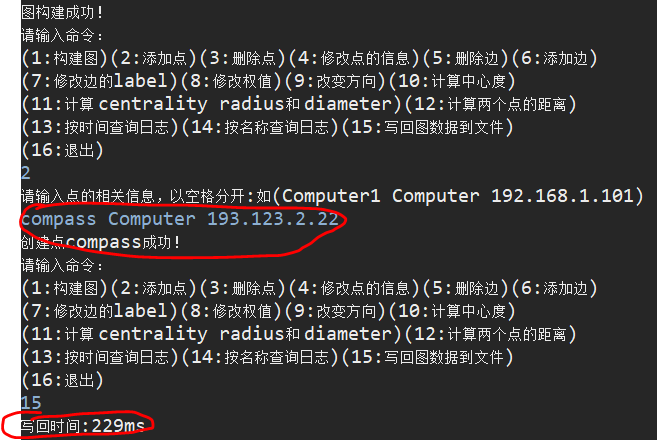 图构建成功!
请输入命令:
(1:构建图)(2:添加点)(3:删除点)(4:修改点的信息)(5:删除边)(6:添加边)
(7:修改边的label)(8:修改权值)(9:改变方向)(10:计算中心度)
(11:计算 centrality radius和 diameter)(12:计算两个点的距离)
(13:按时间查询日志)(14:按名称查询日志)(15:写回图数据到文件)
(16:退出)
2
请输入点的相关信息, 以空格分开:如(Computer1 Computer 192.168.1.101)
compass Computer 193.123.2.22
创建点compass成功!
请输入命令:
(1:构建图)(2:添加点)(3:删除点)(4:修改点的信息)(5:删除边)(6:添加边)
(7:修改边的label)(8:修改权值)(9:改变方向)(10:计算中心度)
(11:计算 centrality radius和 diameter)(12:计算两个点的距离)
(13:按时间查询日志)(14:按名称查询日志)(15:写回图数据到文件)
(16:退出)
15
写回时间:229ms